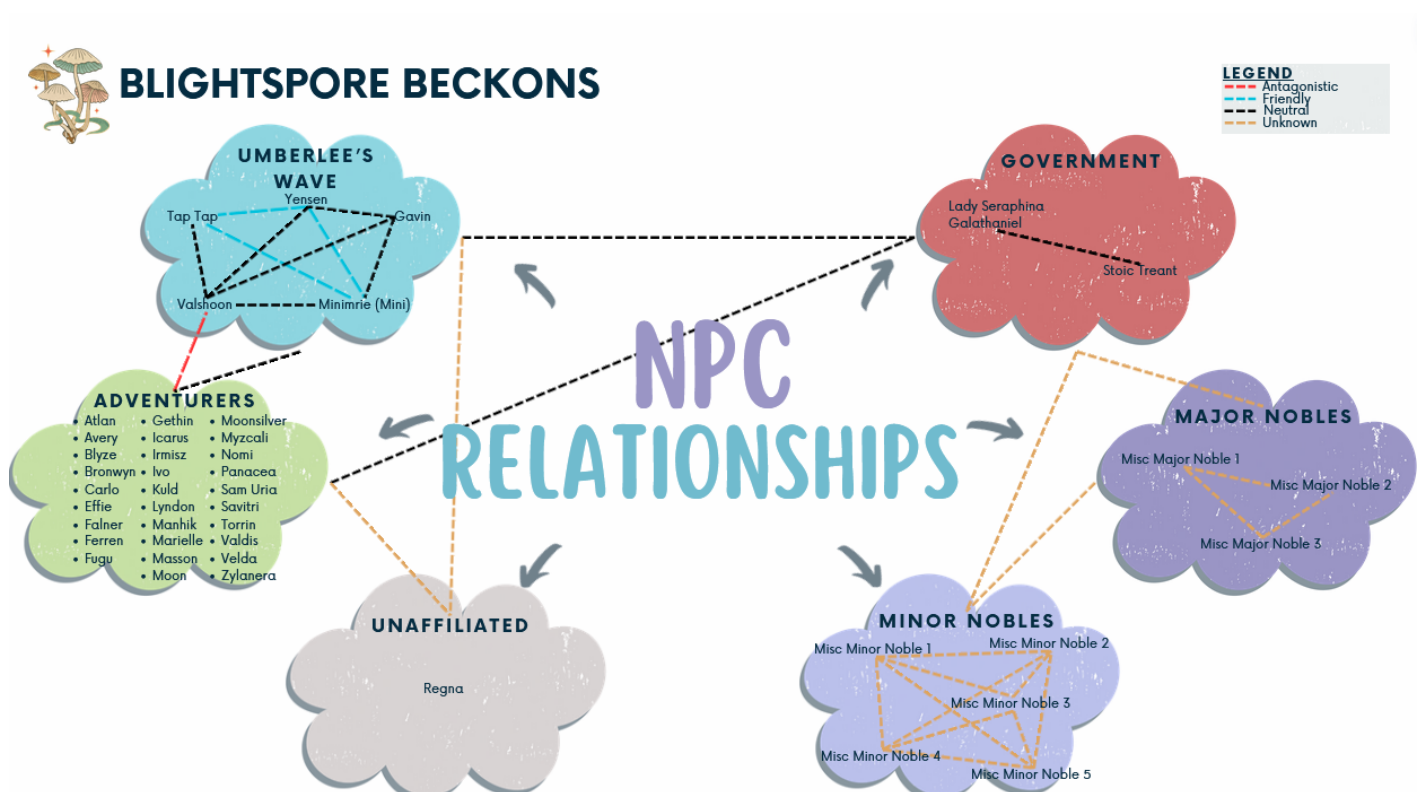 BLIGHTSPORE BECKONS
LEGEND
Antagonistic
Friendly
Neutral
Unknown
UMBERLEE'S
WAVE
Yensen
Tap Tap
Gavin
Valshoon
Minimrie (Mini)
GOVERNMENT
Lady Seraphina
Galathaniel
Stoic Treant
NPC
RELATIONSHIPS
ADVENTURERS
• Atlan
• Avery
• Blyze
• Bronwyn
• Carlo
• Effie
• Falner
• Ferren
• Fugu
• Gethin
• Icarus
• Irmisz
• Ivo
• Kuld
• Lyndon
• Manhik
• Marielle
• Masson
• Moon
• Moonsilver
• Myzcali
• Nomi
• Panacea
• Sam Uria
• Savitri
• Torrin
• Valdis
• Velda
• Zylanera
MAJOR NOBLES
Misc Major Noble 1
Misc Major Noble 2
Misc Major Noble 3
UNAFFILIATED
Regna
MINOR NOBLES
Misc Minor Noble 1
Misc Minor Noble 2
Misc Minor Noble 3
Misc Minor Noble 4
Misc Minor Noble 5